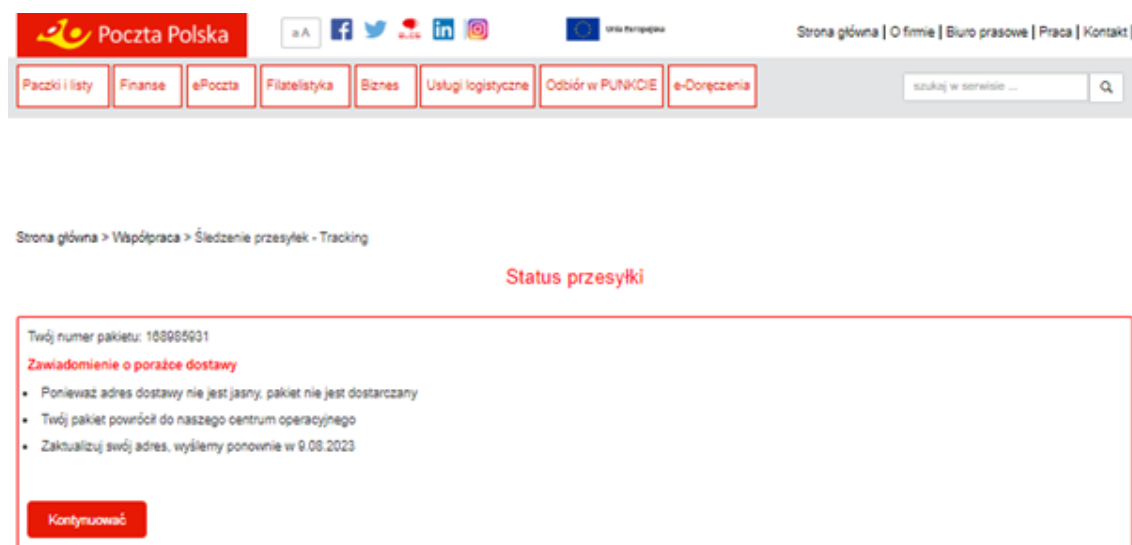 Poczta Polska
aA
Unia Europejska
Strona główna | O firmie | Biuro prasowe | Praca | Kontakt |
Paczki i listy
Finanse
ePoczta
Filatelistyka
Biznes
Usługi logistyczne
Odbiór w PUNKCIE
e-Doręczenia
szukaj w serwisie ...
Strona główna > Współpraca > Śledzenie przesyłek - Tracking
Status przesyłki
Twój numer pakietu: 168985931
Zawiadomienie o porażce dostawy
• Ponieważ adres dostawy nie jest jasny, pakiet nie jest dostarczany
• Twój pakiet powrócił do naszego centrum operacyjnego
• Zaktualizuj swój adres, wyślemy ponownie w 9.08.2023
Kontynuować